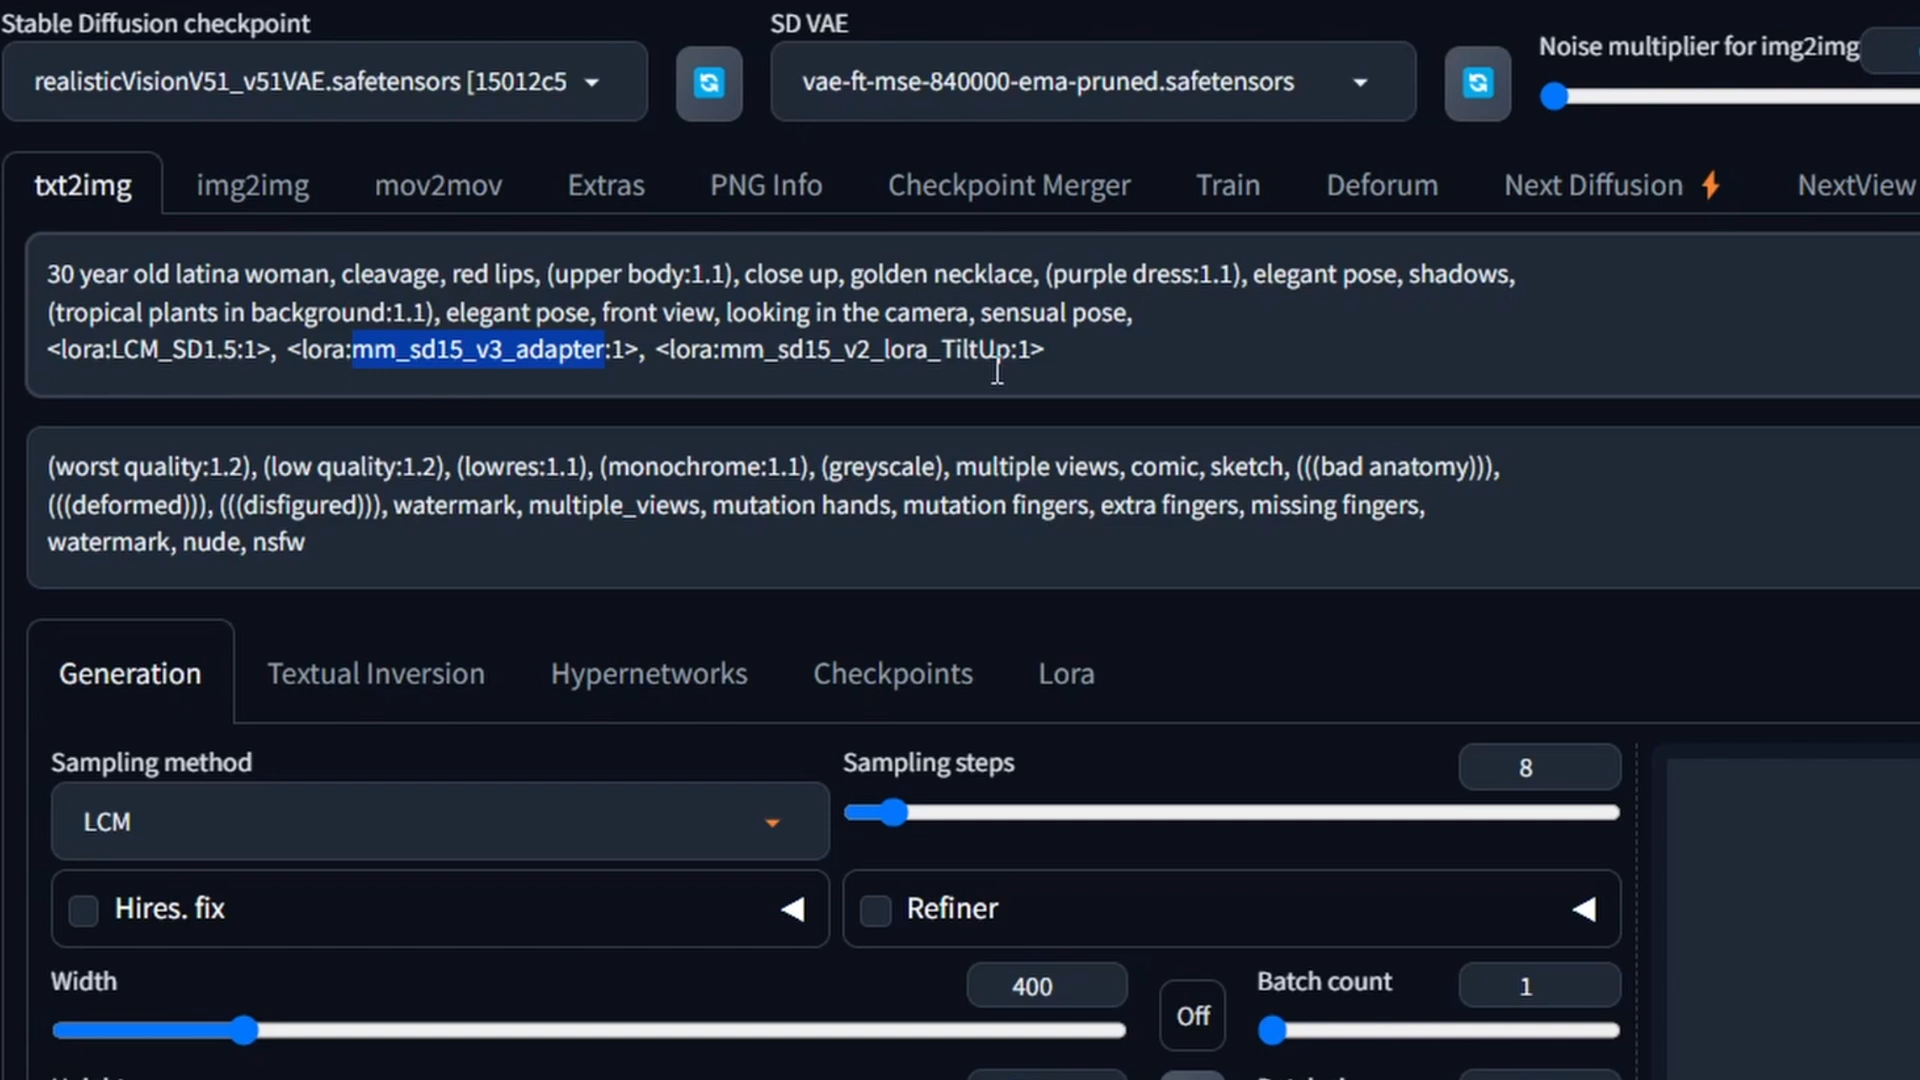 Stable Diffusion checkpoint
SD VAE
Noise multiplier for img2img
realisticVisionV51_v51VAE.safetensors [15012c5
vae-ft-mse-840000-ema-pruned.safetensors
txt2img
img2img
mov2mov
Extras
PNG Info
Checkpoint Merger
Train
Deforum
Next Diffusion
NextView
30 year old latina woman, cleavage, red lips, (upper body:1.1), close up, golden necklace, (purple dress:1.1), elegant pose, shadows,
(tropical plants in background:1.1), elegant pose, front view, looking in the camera, sensual pose,
<lora:LCM_SD1.5:1>, <lora:mm_sd15_v3_adapter:1>, <lora:mm_sd15_v2_lora_TiltUp:1>
(worst quality:1.2), (low quality:1.2), (lowres:1.1), (monochrome:1.1), (greyscale), multiple views, comic, sketch, (((bad anatomy))),
(((deformed))), (((disfigured))), watermark, multiple_views, mutation hands, mutation fingers, extra fingers, missing fingers,
watermark, nude, nsfw
Generation
Textual Inversion
Hypernetworks
Checkpoints
Lora
Sampling method
Sampling steps
8
LCM
Hires. fix
Refiner
Width
400
Off
Batch count
1